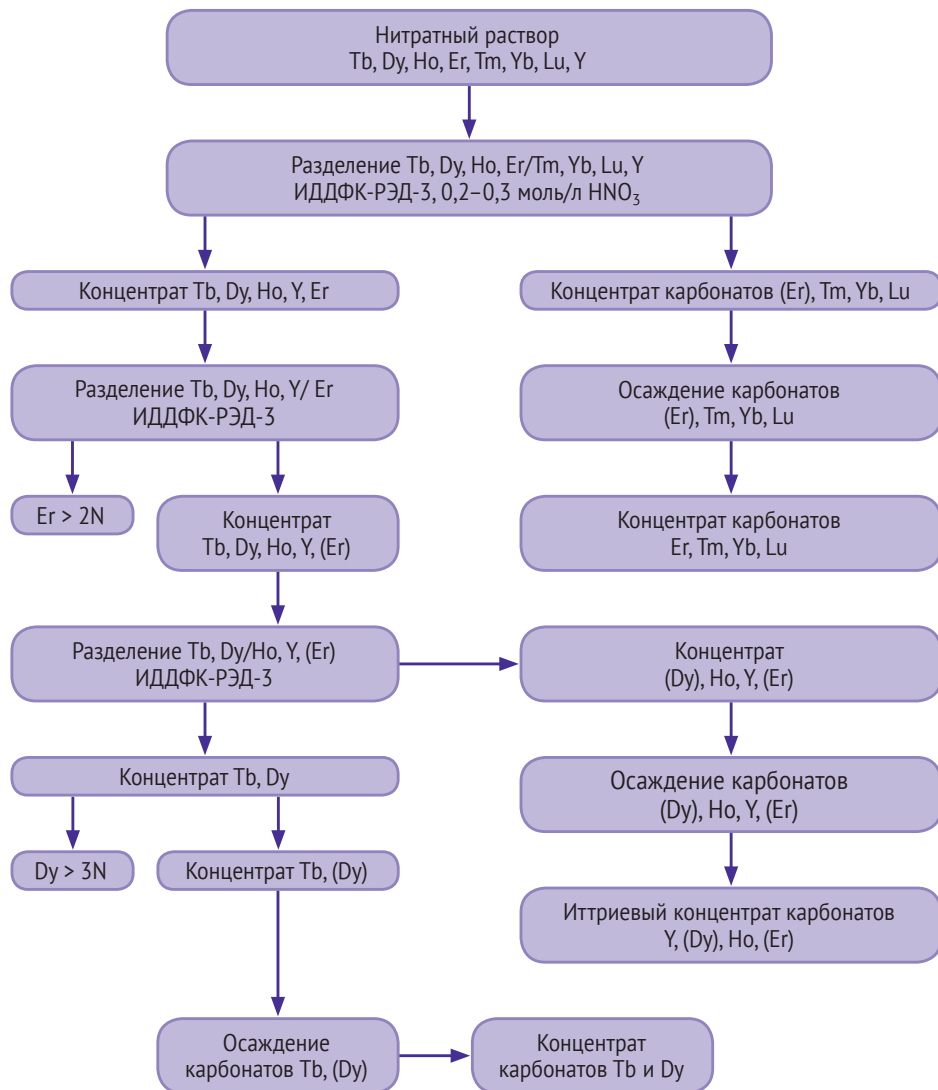 Нитратный раствор
Tb, Dy, Ho, Er, Tm, Yb, Lu, Y
Разделение Tb, Dy, Ho, Er/Tm, Yb, Lu, Y
ИДДФК-РЭД-3, 0,2–0,3 моль/л HNO₃
Концентрат Tb, Dy, Ho, Y, Er
Концентрат карбонатов (Er), Tm, Yb, Lu
Разделение Tb, Dy, Ho, Y/ Er
ИДДФК-РЭД-3
Осаждение карбонатов
(Er), Tm, Yb, Lu
Er > 2N
Концентрат
Tb, Dy, Ho, Y, (Er)
Концентрат карбонатов
Er, Tm, Yb, Lu
Разделение Tb, Dy/Ho, Y, (Er)
ИДДФК-РЭД-3
Концентрат
(Dy), Ho, Y, (Er)
Концентрат Tb, Dy
Осаждение карбонатов
(Dy), Ho, Y, (Er)
Dy > 3N
Концентрат Tb, (Dy)
Иттриевый концентрат карбонатов
Y, (Dy), Ho, (Er)
Осаждение
карбонатов Tb, (Dy)
Концентрат
карбонатов Tb и Dy